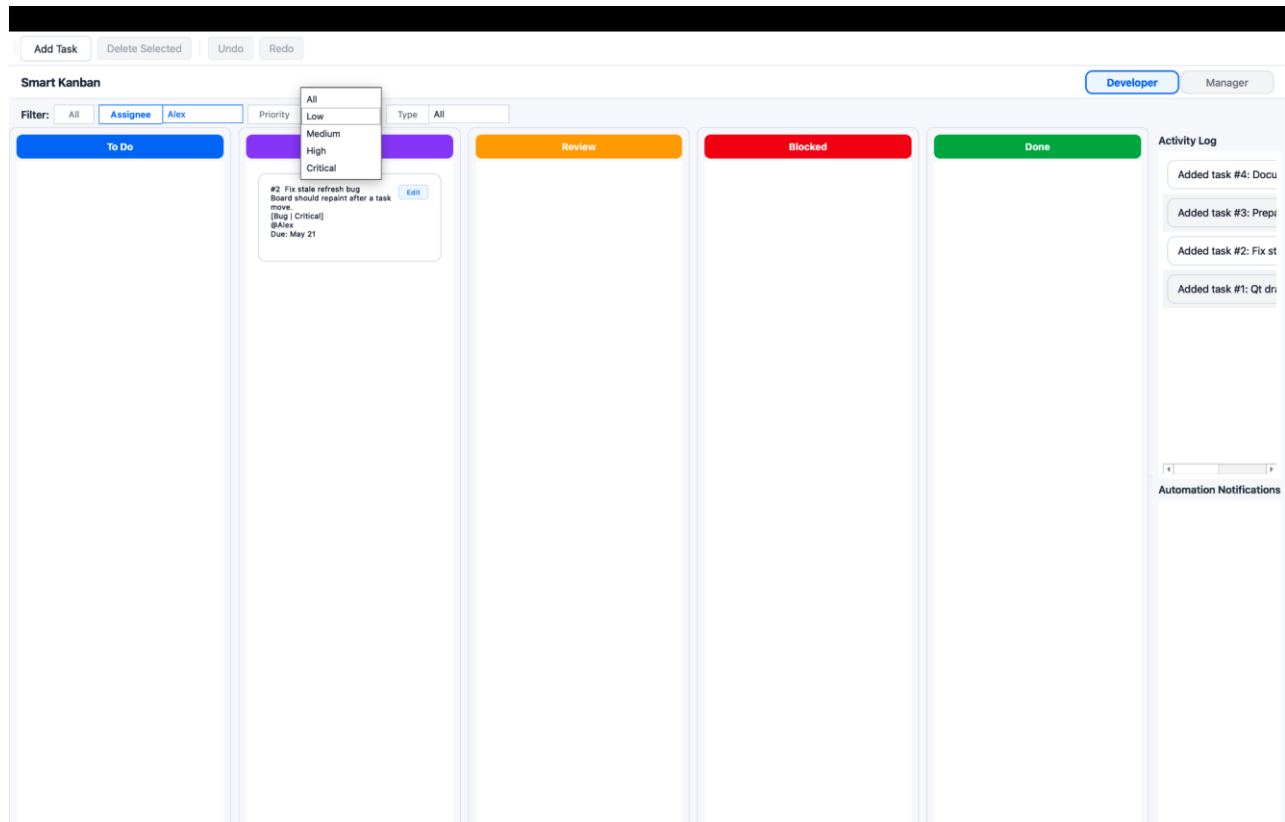 Add Task Delete Selected Undo Redo
Smart Kanban Developer Manager
Filter: All Assignee Alex Priority Type All
All
Low
Medium
High
Critical
To Do Review Blocked Done
#2 Fix stale refresh bug Edit
Board should repaint after a task
move.
[Bug | Critical]
@Alex
Due: May 21
Activity Log
Added task #4: Docu
Added task #3: Prepa
Added task #2: Fix st
Added task #1: Qt dra
Automation Notifications